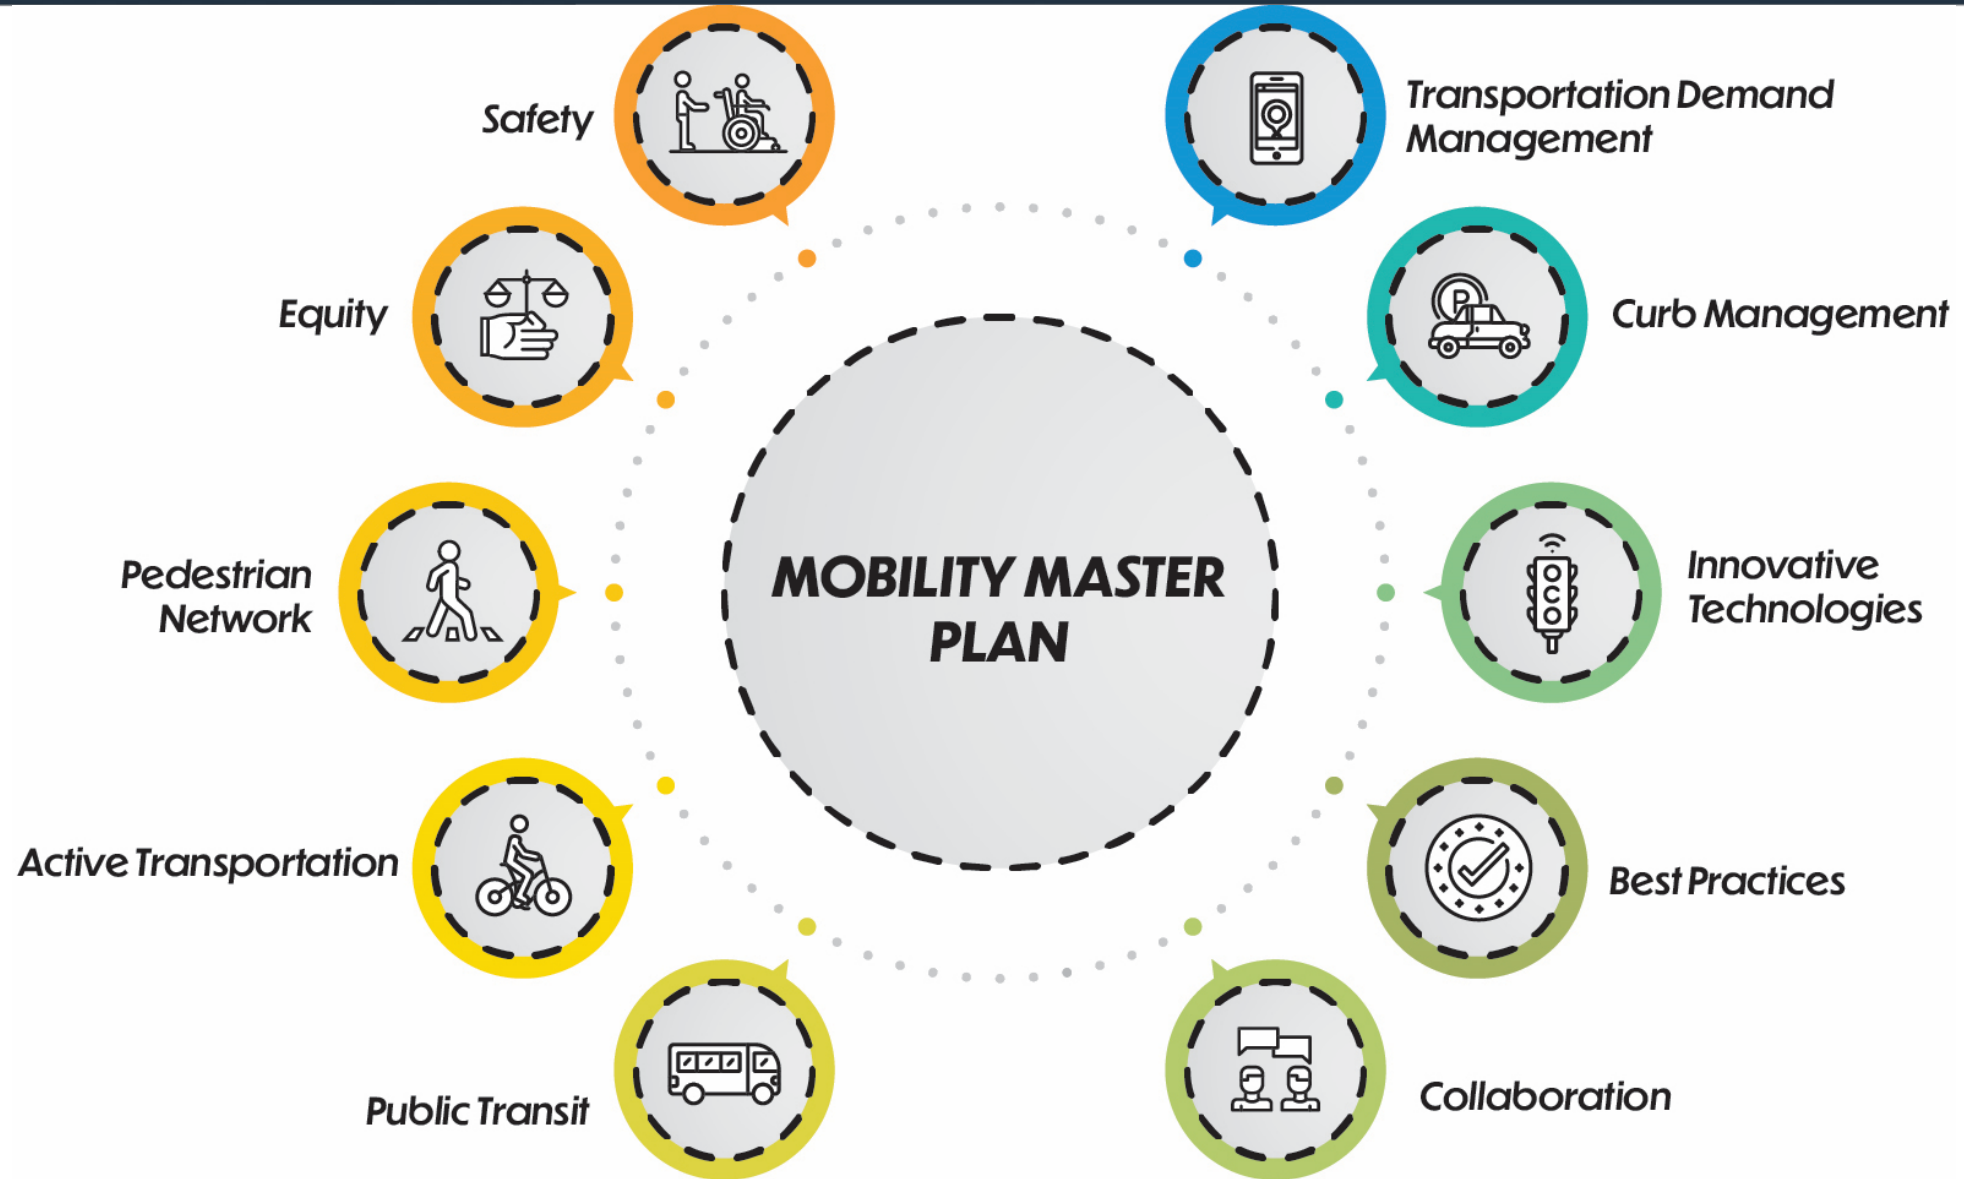 Safety
Transportation Demand
Management
Equity
P
Curb Management
MOBILITY MASTER
PLAN
Pedestrian
Network
Innovative
Technologies
Active Transportation
Best Practices
Public Transit
Collaboration